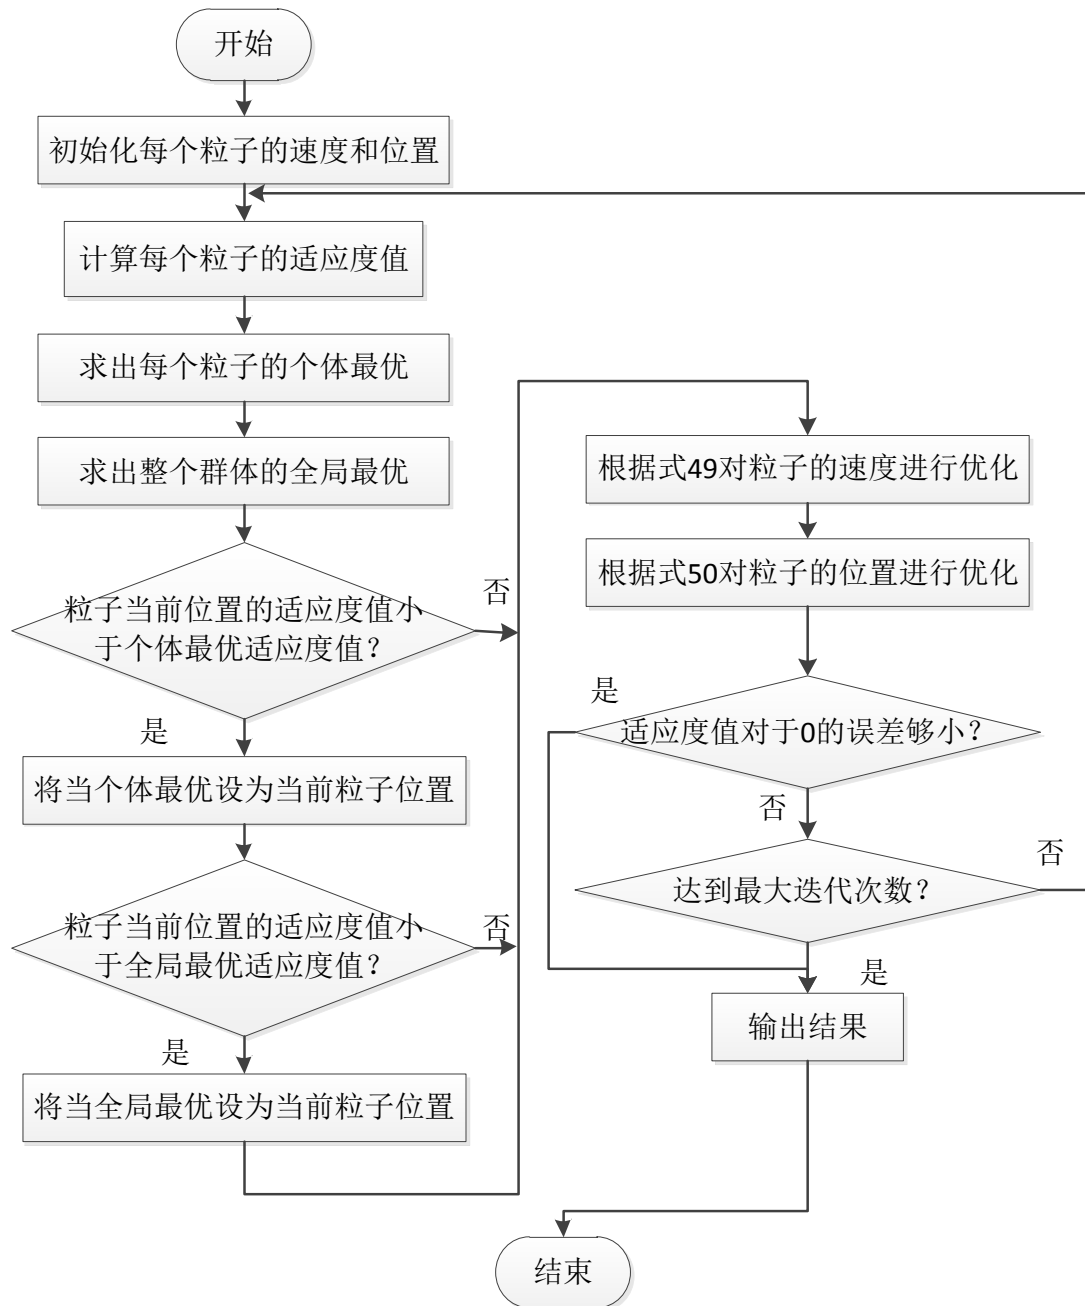 开始
初始化每个粒子的速度和位置
计算每个粒子的适应度值
求出每个粒子的个体最优
求出整个群体的全局最优
粒子当前位置的适应度值小
于个体最优适应度值？
否
是
将当个体最优设为当前粒子位置
粒子当前位置的适应度值小
于全局最优适应度值？
否
是
将当全局最优设为当前粒子位置
根据式49对粒子的速度进行优化
根据式50对粒子的位置进行优化
是
适应度值对于0的误差够小？
否
达到最大迭代次数？
否
是
输出结果
结束